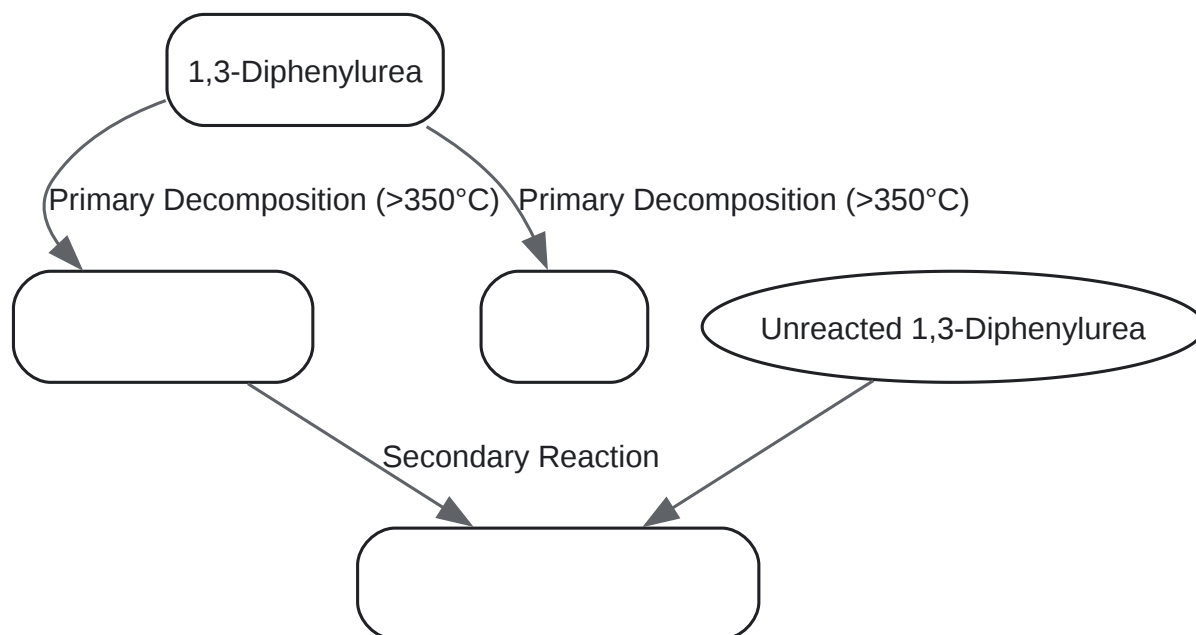 1,3-Diphenylurea
Primary Decomposition (>350°C)
Primary Decomposition (>350°C)
Unreacted 1,3-Diphenylurea
Secondary Reaction